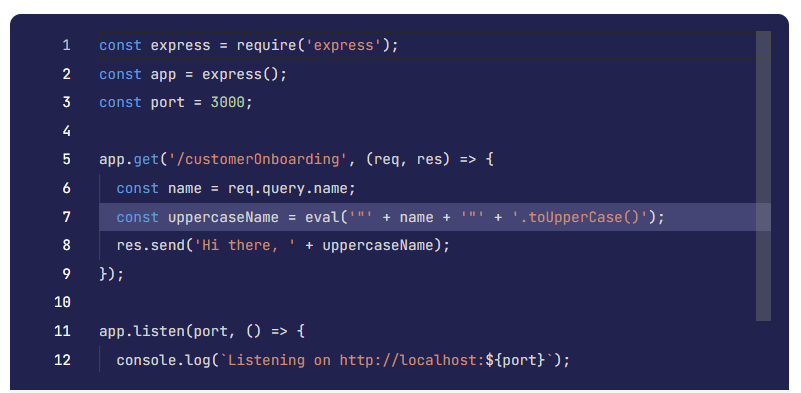 1 const express = require('express');
2 const app = express();
3 const port = 3000;
4
5 app.get('/customerOnboarding', (req, res) => {
6 const name = req.query.name;
7 const uppercaseName = eval('"' + name + '"' + '.toUpperCase()');
8 res.send('Hi there, ' + uppercaseName);
9 });
10
11 app.listen(port, () => {
12 console.log(`Listening on http://localhost:${port}`);